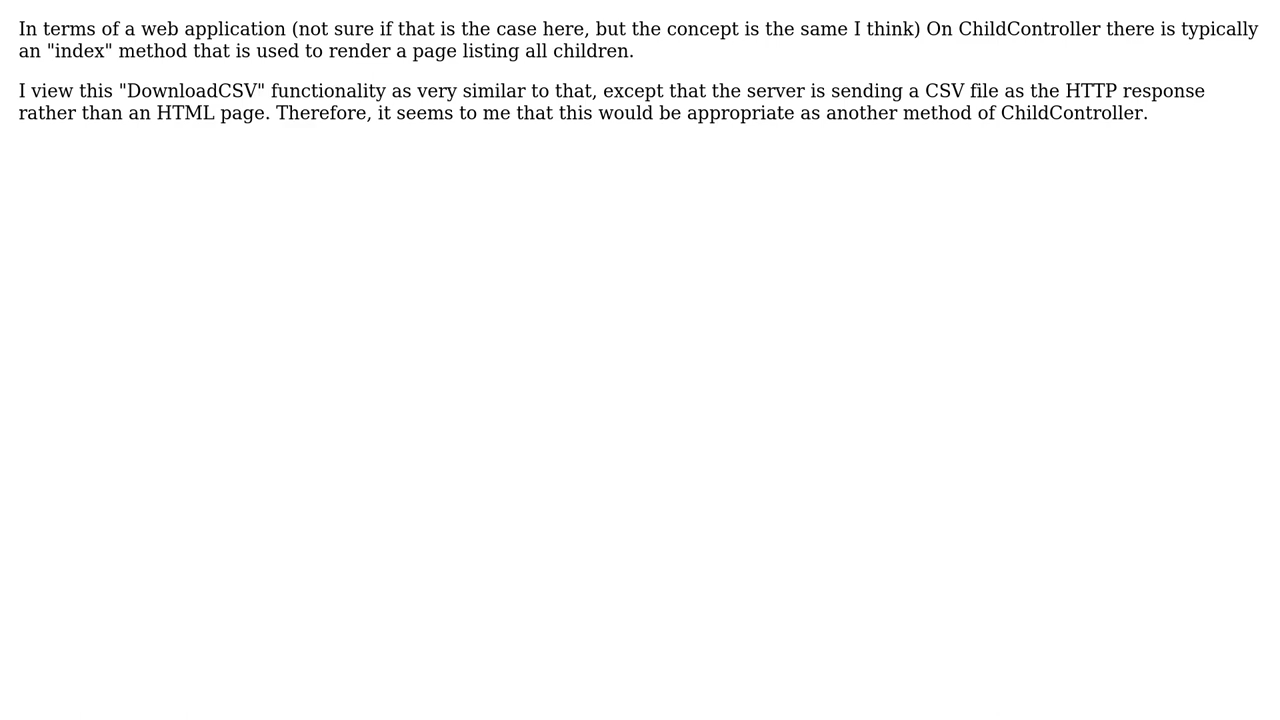 In terms of a web application (not sure if that is the case here, but the concept is the same I think) On ChildController there is typically
an "index" method that is used to render a page listing all children.
I view this "DownloadCSV" functionality as very similar to that, except that the server is sending a CSV file as the HTTP response
rather than an HTML page. Therefore, it seems to me that this would be appropriate as another method of ChildController.